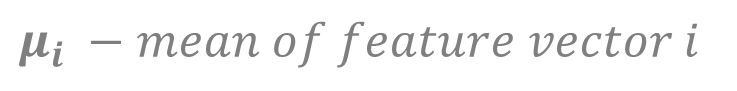 μᵢ − mean of feature vector i